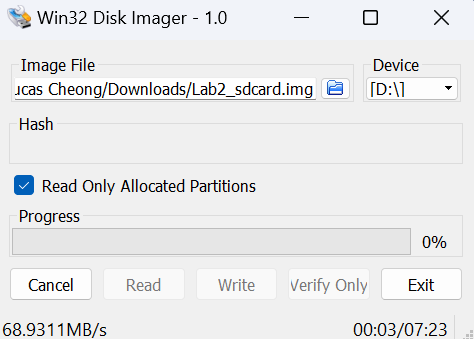 Win32 Disk Imager - 1.0
Image File
Device
ucas Cheong/Downloads/Lab2_sdcard.img
[D:\]
Hash
Read Only Allocated Partitions
Progress
0%
Cancel
Read
Write
Verify Only
Exit
68.9311MB/s
00:03/07:23